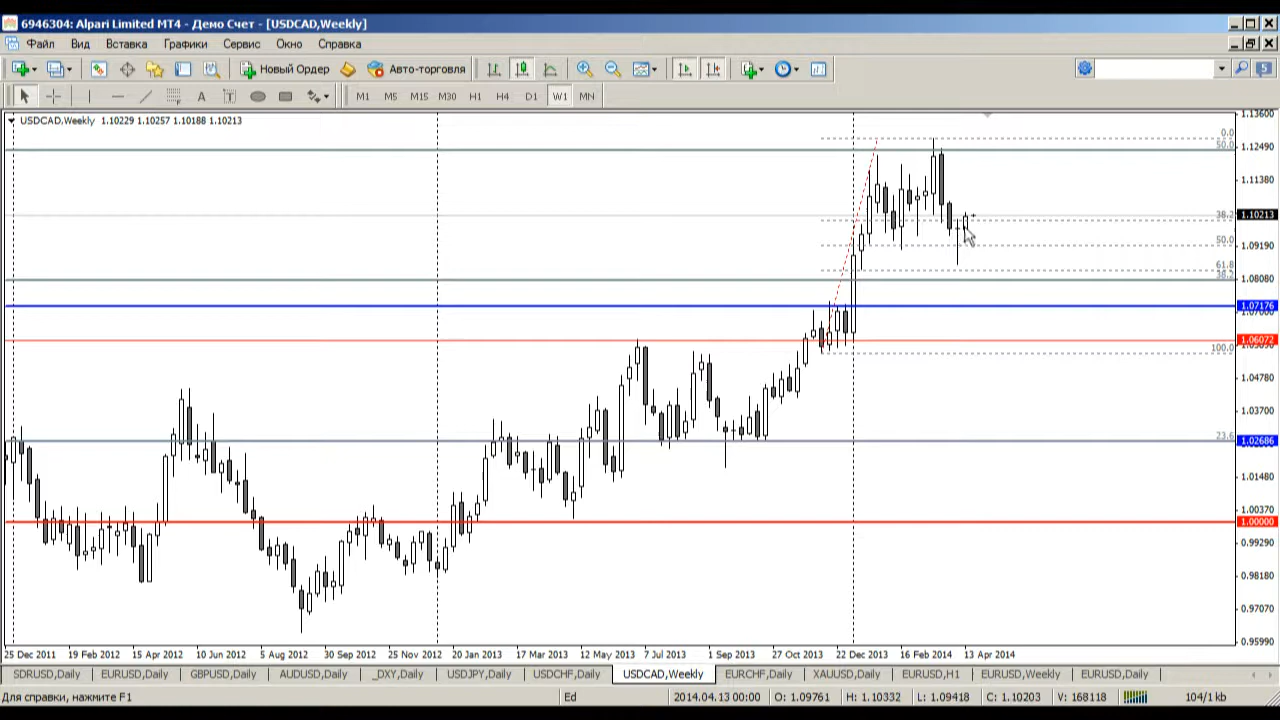 6946304: Alpari Limited MT4 - Демо Счет - [USDCAD,Weekly]
Файл Вид Вставка Графики Сервис Окно Справка
Новый Ордер Авто-торговля 5
A T M1 M5 M15 M30 H1 H4 D1 W1 MN
USDCAD,Weekly 1.10229 1.10257 1.10188 1.10213
1.13600
0.0
50.0 1.12490
1.11380
38.2 1.10213
50.0 1.09190
61.8
38.2 1.08080
1.07176
1.06072
100.0
1.04780
1.03700
23.6 1.02686
1.01480
1.00370
1.00000
0.99290
0.98180
0.97070
0.95990
25 Dec 2011 19 Feb 2012 15 Apr 2012 10 Jun 2012 5 Aug 2012 30 Sep 2012 25 Nov 2012 20 Jan 2013 17 Mar 2013 12 May 2013 7 Jul 2013 1 Sep 2013 27 Oct 2013 22 Dec 2013 16 Feb 2014 13 Apr 2014
SDRUSD,Daily EURUSD,Daily GBPUSD,Daily AUDUSD,Daily _DXY,Daily USDJPY,Daily USDCHF,Daily USDCAD,Weekly EURCHF,Daily XAUUSD,Daily EURUSD,H1 EURUSD,Weekly EURUSD,Daily
Для справки, нажмите F1 Ed 2014.04.13 00:00 O: 1.09761 H: 1.10332 L: 1.09418 C: 1.10203 V: 168118 104/1 kb